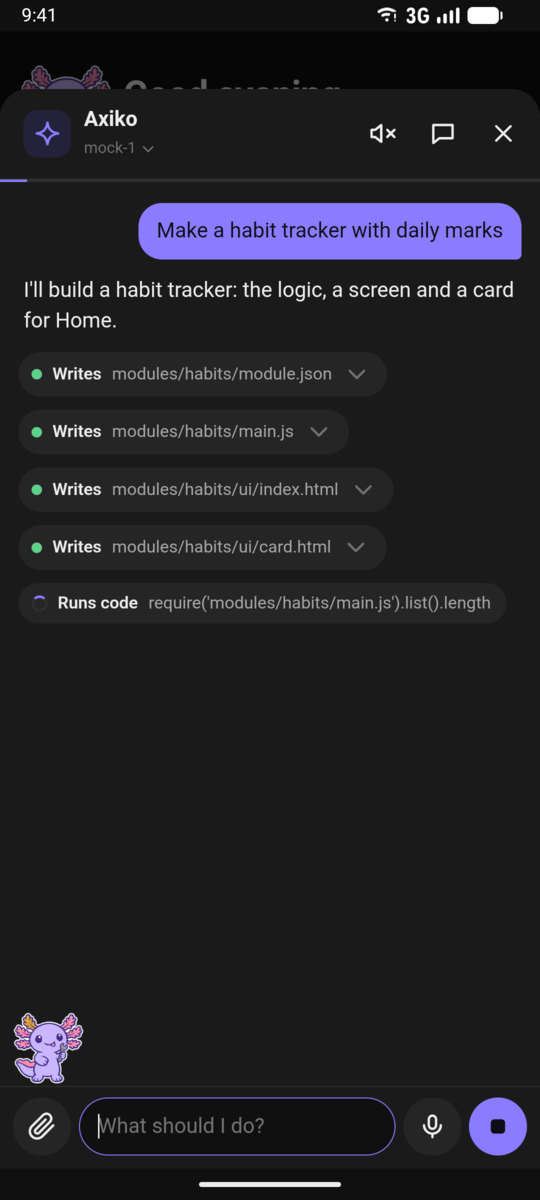 9:41
3G
Good evening
Axiko
mock-1
Make a habit tracker with daily marks
I'll build a habit tracker: the logic, a screen and a card
for Home.
Writes modules/habits/module.json
Writes modules/habits/main.js
Writes modules/habits/ui/index.html
Writes modules/habits/ui/card.html
Runs code require('modules/habits/main.js').list().length
What should I do?